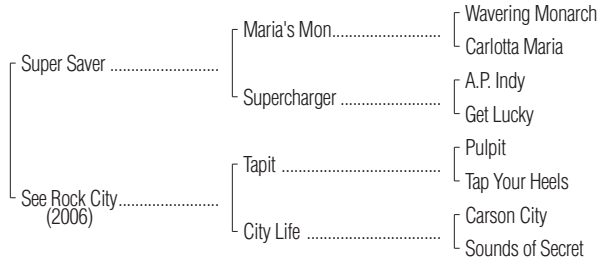 Wavering Monarch
Maria's Mon
Carlotta Maria
Super Saver
A.P. Indy
Supercharger
Get Lucky
Pulpit
Tapit
Tap Your Heels
See Rock City
(2006)
Carson City
City Life
Sounds of Secret